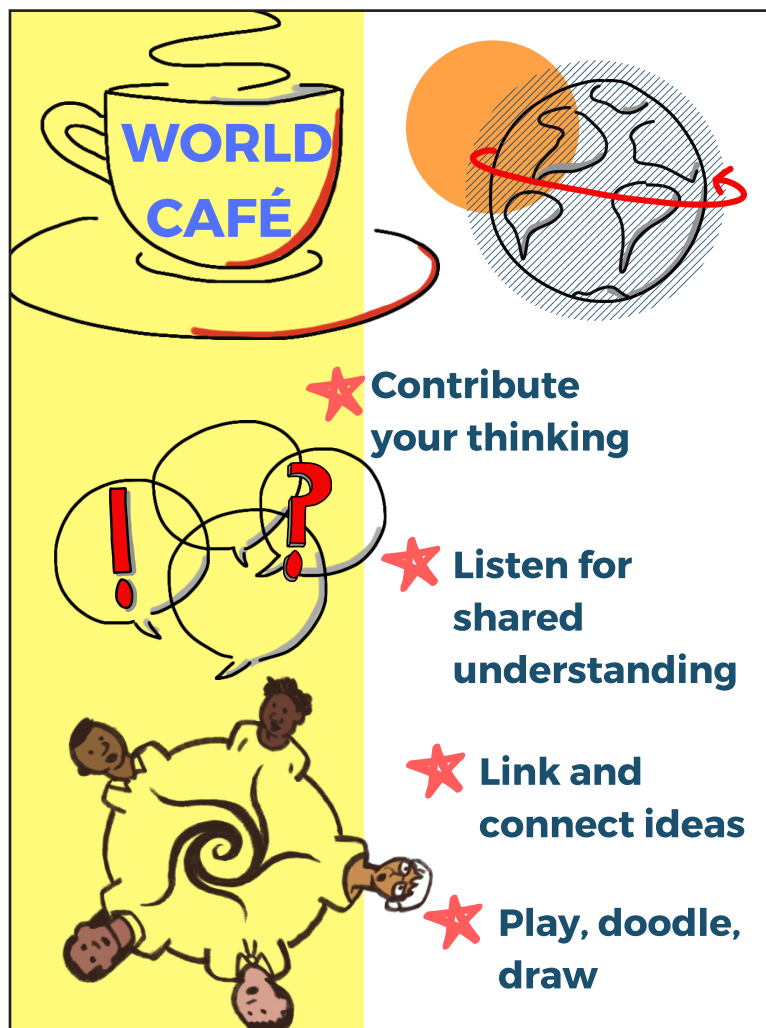 WORLD
CAFÉ
Contribute
your thinking
! ?
Listen for
shared
understanding
Link and
connect ideas
Play, doodle,
draw